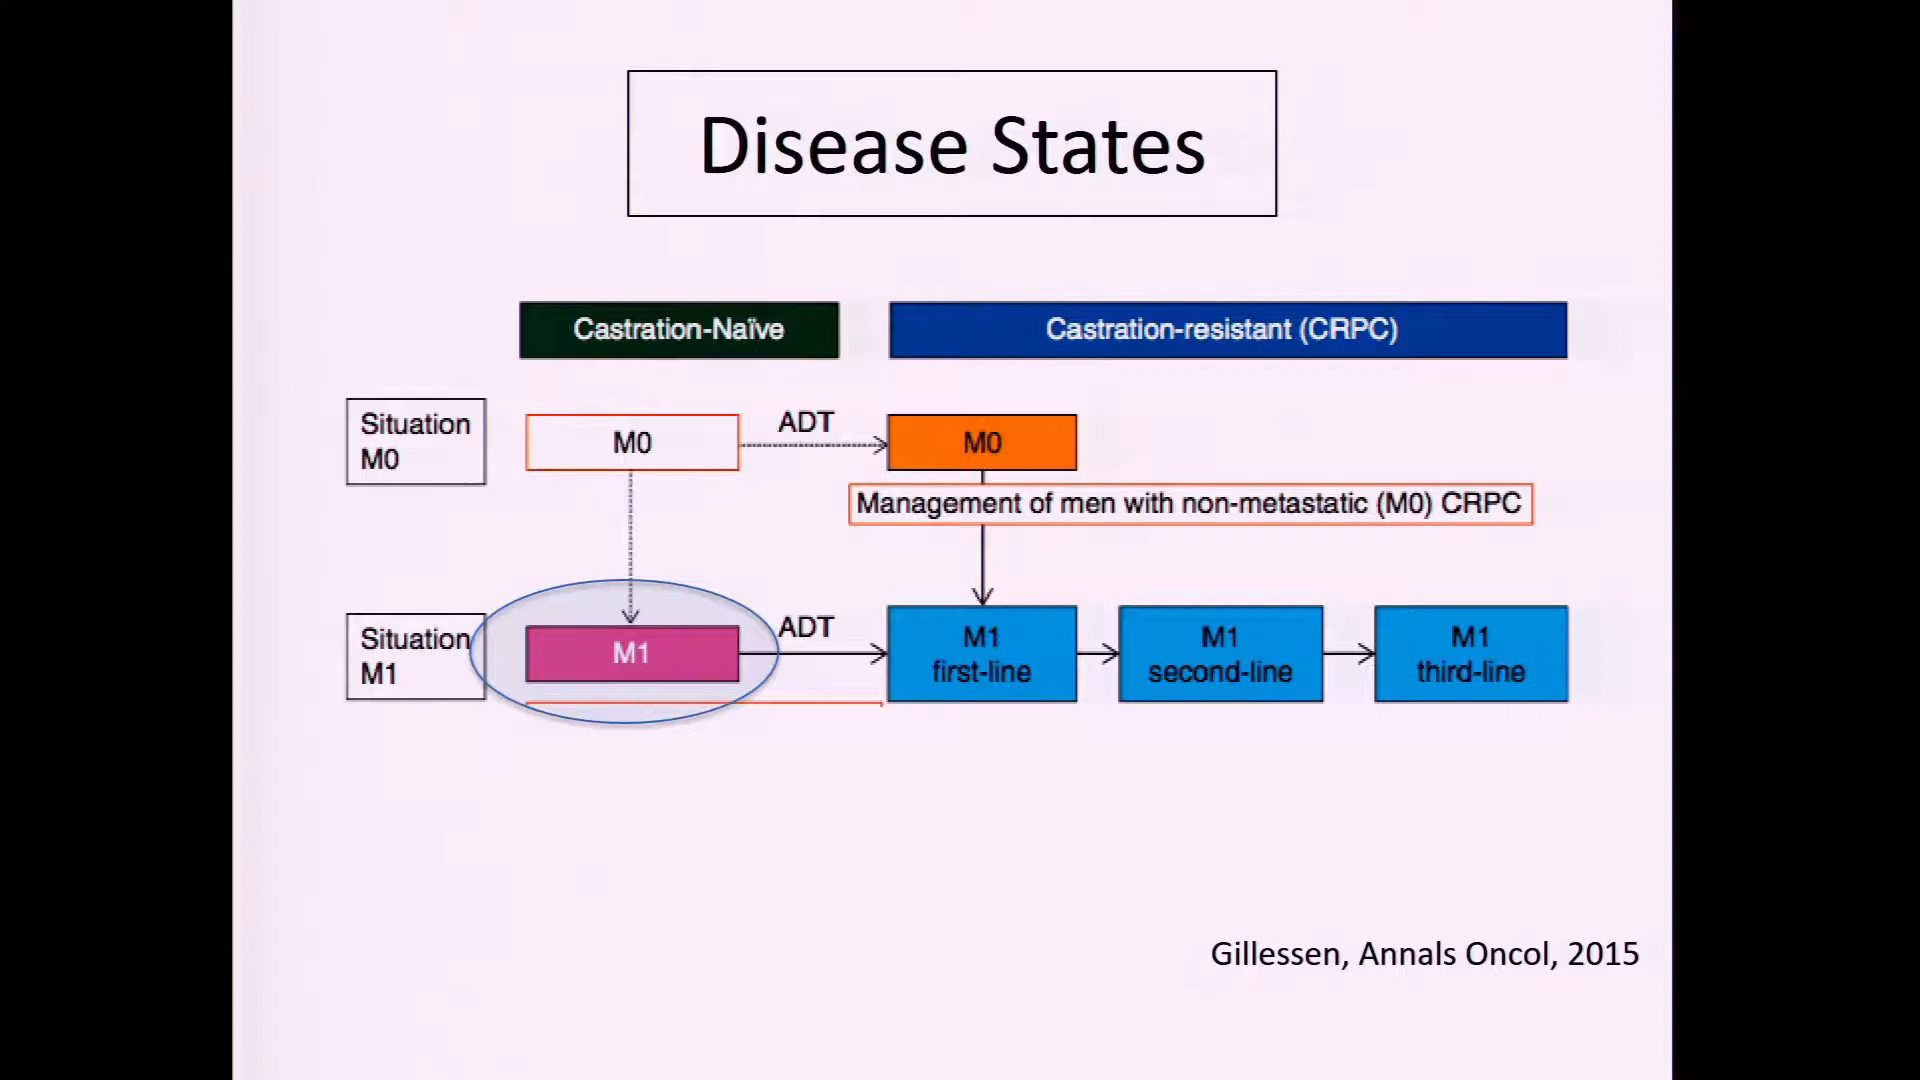 Disease States
Castration-Naïve
Castration-resistant (CRPC)
Situation
M0
M0
ADT
M0
Management of men with non-metastatic (M0) CRPC
Situation
M1
M1
ADT
M1
first-line
M1
second-line
M1
third-line
Gillessen, Annals Oncol, 2015